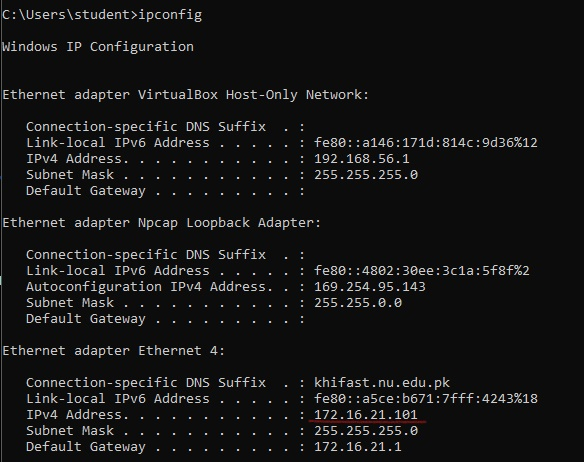 C:\Users\student>ipconfig
Windows IP Configuration
Ethernet adapter VirtualBox Host-Only Network:
Connection-specific DNS Suffix  . :
Link-local IPv6 Address . . . . . : fe80::a146:171d:814c:9d36%12
IPv4 Address. . . . . . . . . . . : 192.168.56.1
Subnet Mask . . . . . . . . . . . : 255.255.255.0
Default Gateway . . . . . . . . . :
Ethernet adapter Npcap Loopback Adapter:
Connection-specific DNS Suffix  . :
Link-local IPv6 Address . . . . . : fe80::4802:30ee:3c1a:5f8f%2
Autoconfiguration IPv4 Address. . : 169.254.95.143
Subnet Mask . . . . . . . . . . . : 255.255.0.0
Default Gateway . . . . . . . . . :
Ethernet adapter Ethernet 4:
Connection-specific DNS Suffix  . : khifast.nu.edu.pk
Link-local IPv6 Address . . . . . : fe80::a5ce:b671:7fff:4243%18
IPv4 Address. . . . . . . . . . . : 172.16.21.101
Subnet Mask . . . . . . . . . . . : 255.255.255.0
Default Gateway . . . . . . . . . : 172.16.21.1